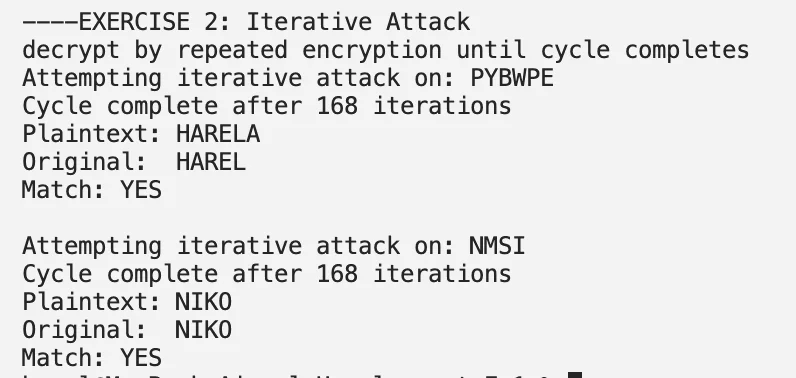 ----EXERCISE 2: Iterative Attack
decrypt by repeated encryption until cycle completes
Attempting iterative attack on: PYBWPE
Cycle complete after 168 iterations
Plaintext: HARELA
Original:  HAREL
Match: YES

Attempting iterative attack on: NMSI
Cycle complete after 168 iterations
Plaintext: NIKO
Original:  NIKO
Match: YES